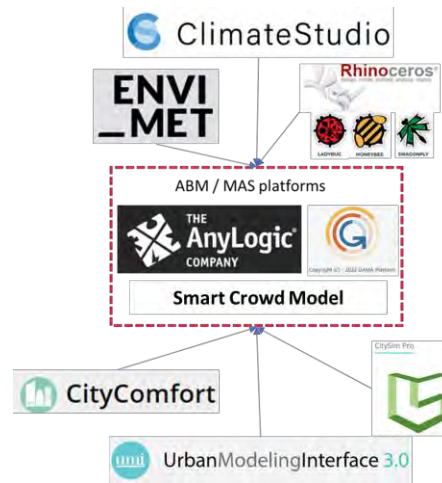 ClimateStudio
ENVI
_MET
Rhinoceros®
LADYBUG HONEYBEE DRAGONFLY
ABM / MAS platforms
THE
AnyLogic®
COMPANY
Copyright (C) - 2022 GAMA Platform
Smart Crowd Model
CitySim Pro
CityComfort
umi UrbanModelingInterface 3.0